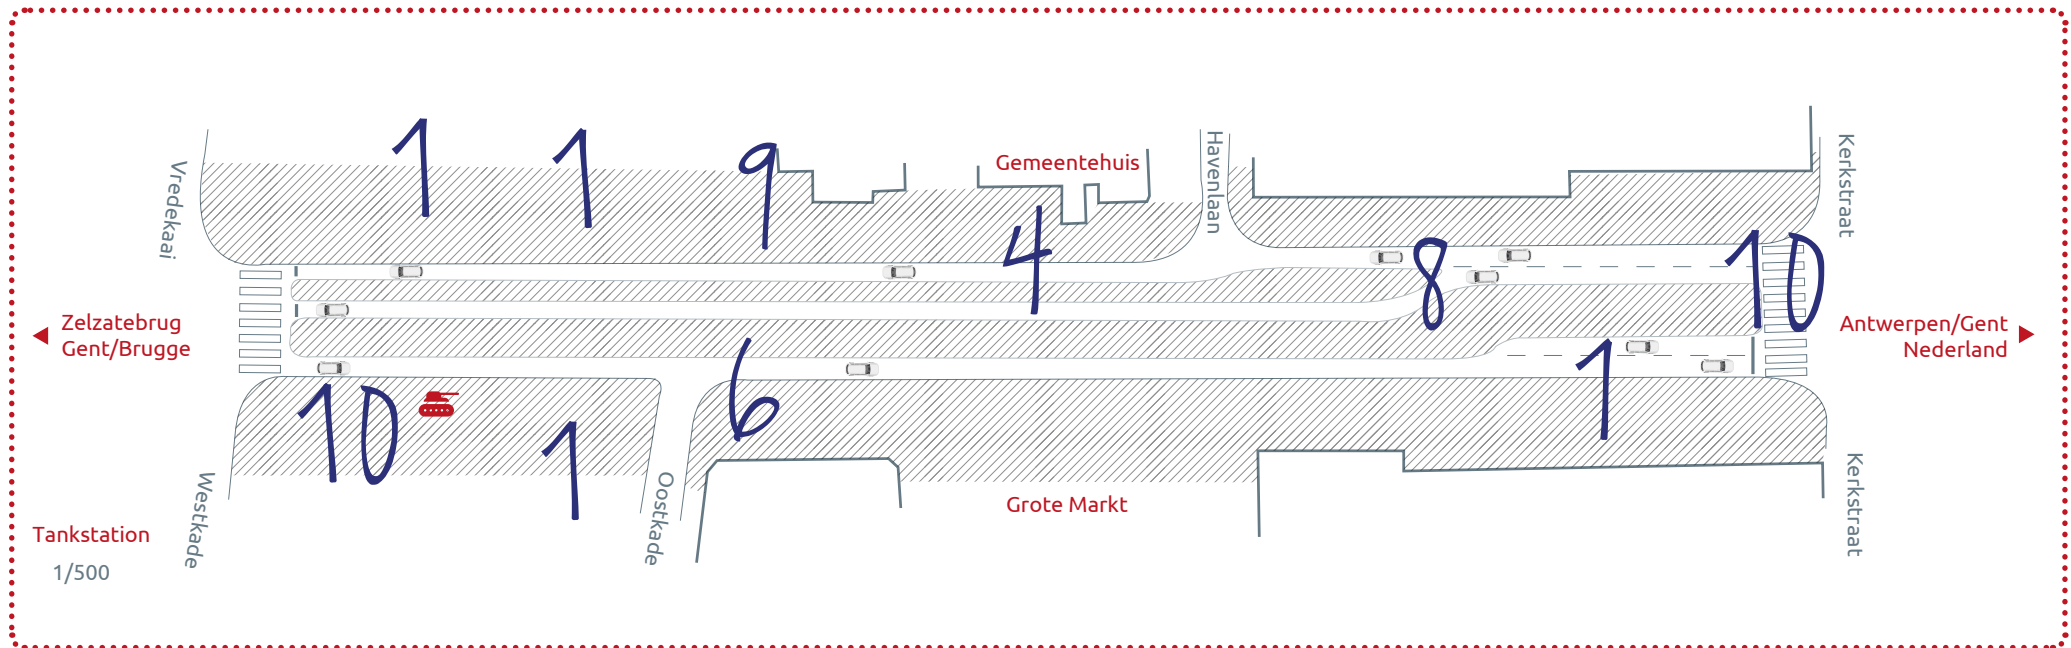 1 1 9
Gemeentehuis
Havenlaan
Kerkstraat
Vredekaai
4
8
10
Zelzatebrug
Gent/Brugge
Antwerpen/Gent
Nederland
10
1
6
1
Westkade
Oostkade
Grote Markt
Kerkstraat
Tankstation
1/500